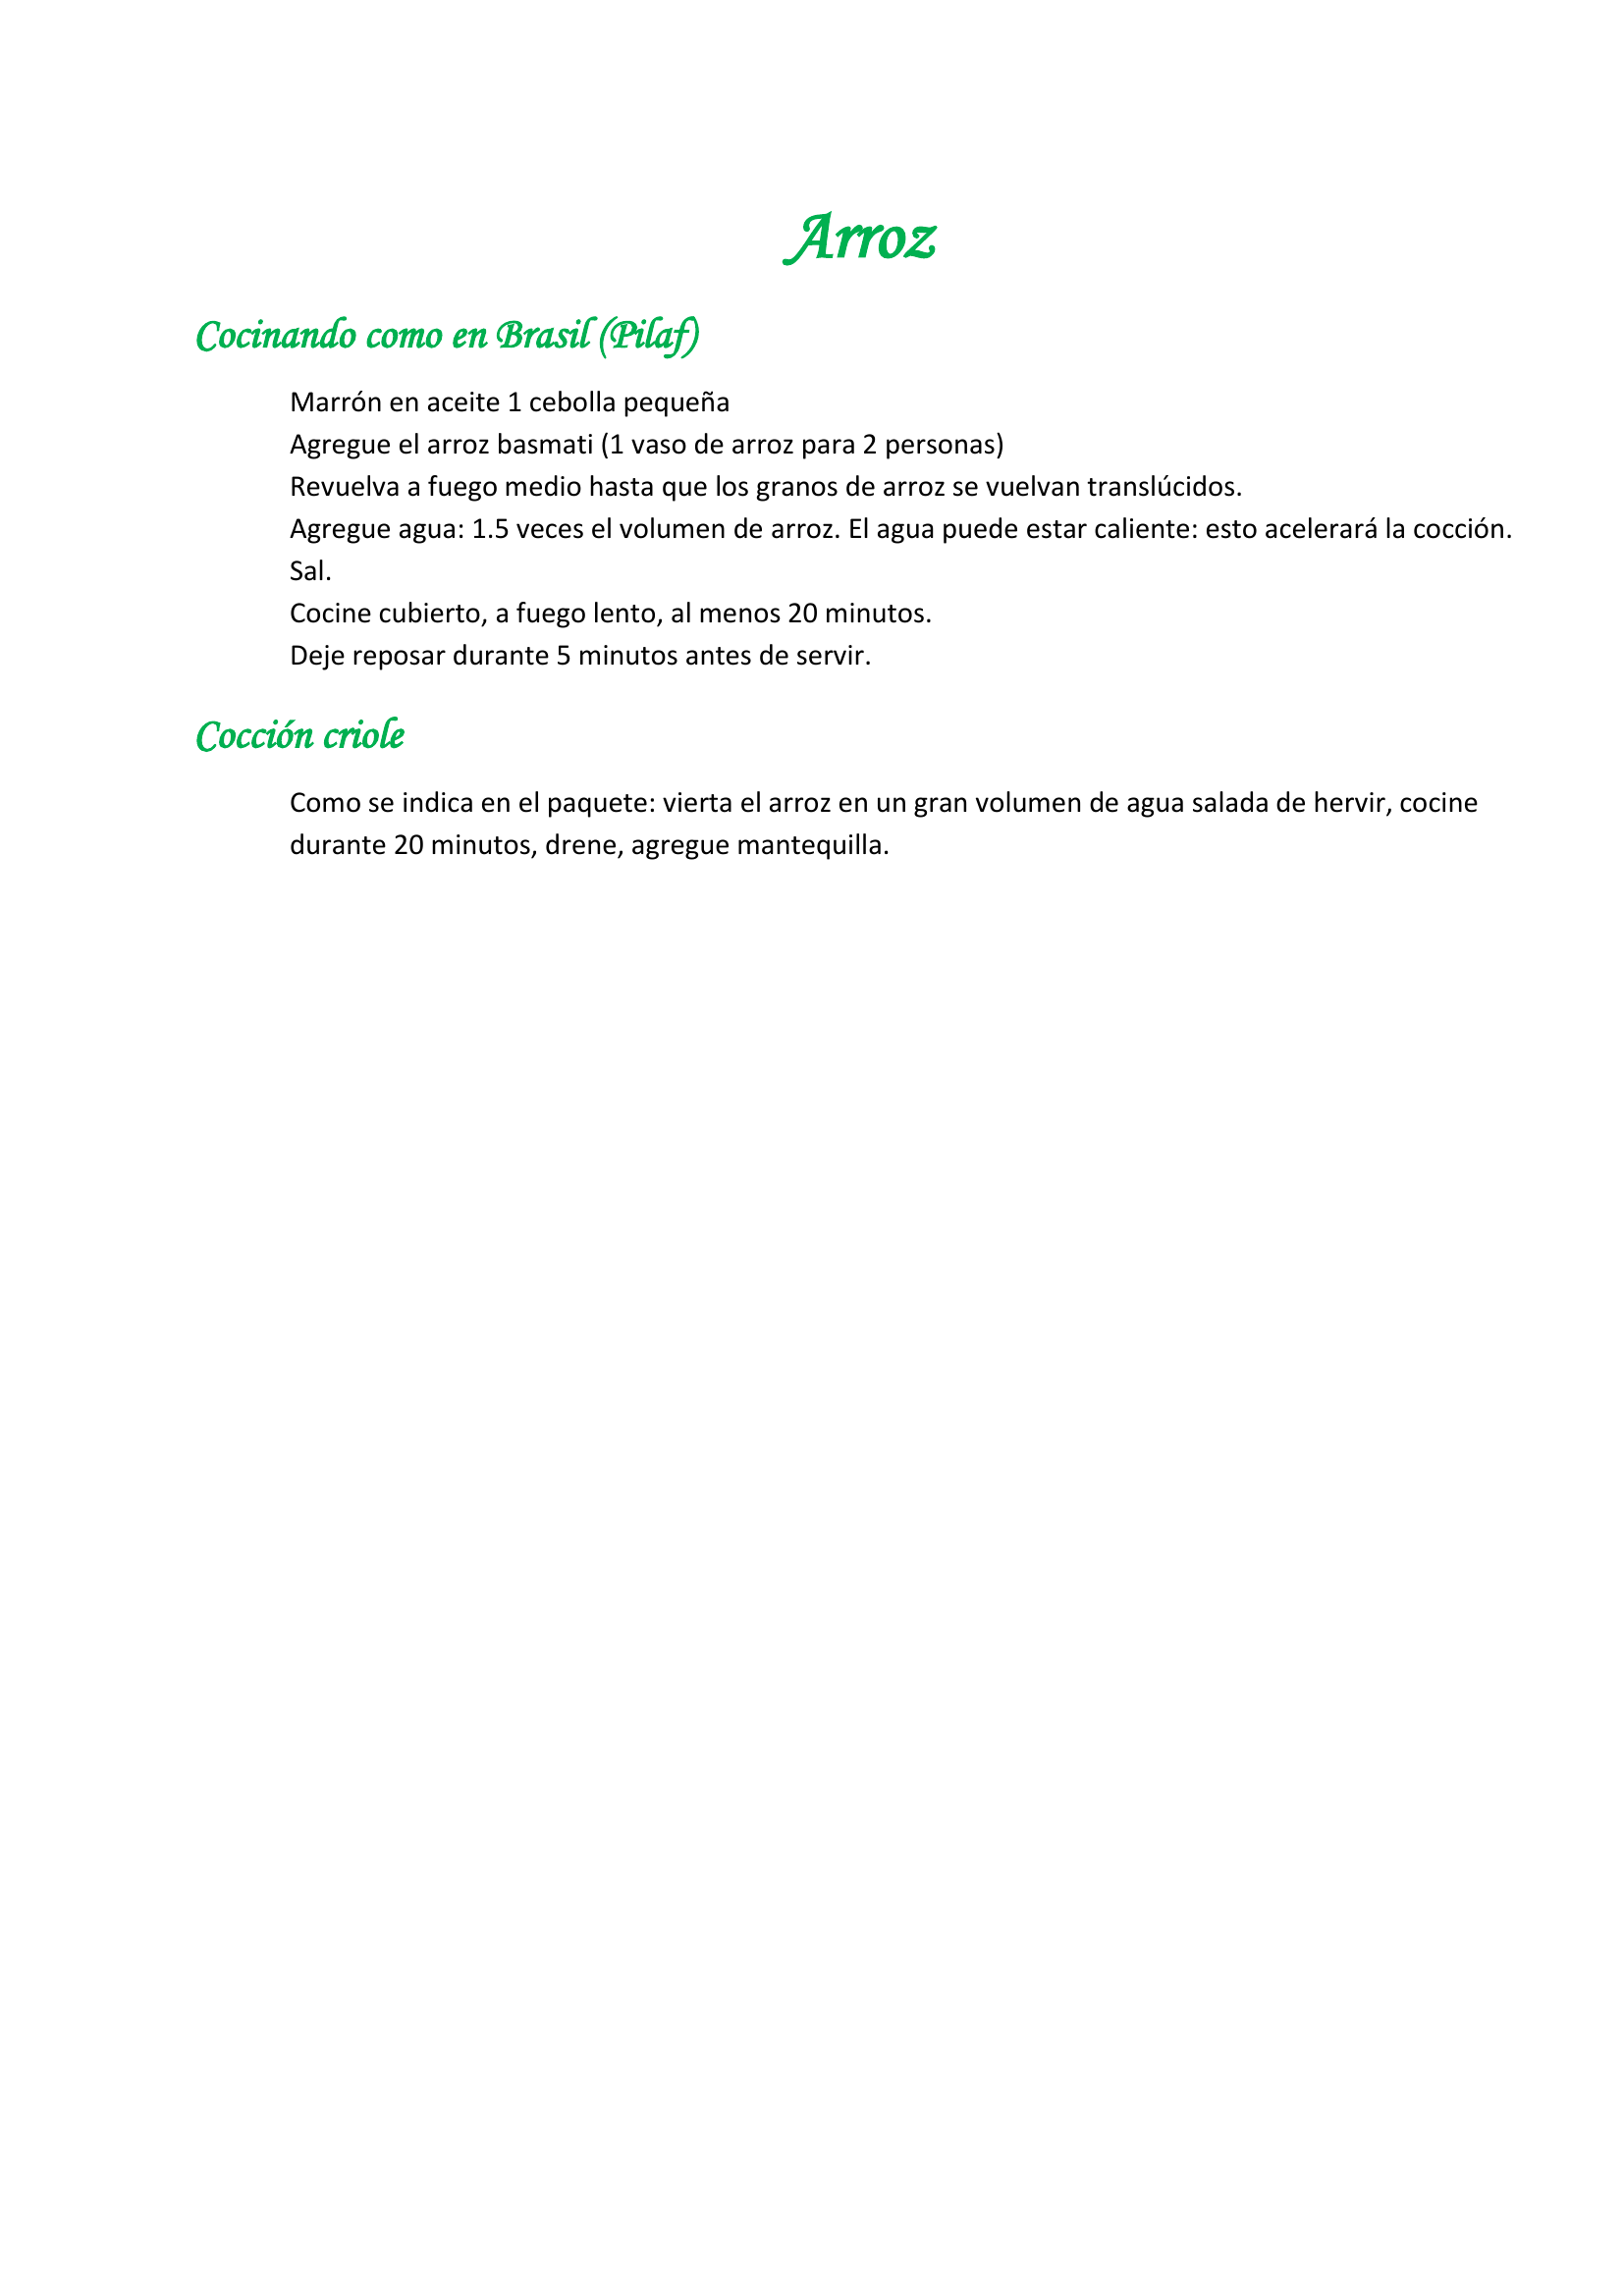 Arroz
Cocinando como en Brasil (Pilaf)
Marrón en aceite 1 cebolla pequeña
Agregue el arroz basmati (1 vaso de arroz para 2 personas)
Revuelva a fuego medio hasta que los granos de arroz se vuelvan translúcidos.
Agregue agua: 1.5 veces el volumen de arroz. El agua puede estar caliente: esto acelerará la cocción.
Sal.
Cocine cubierto, a fuego lento, al menos 20 minutos.
Deje reposar durante 5 minutos antes de servir.
Cocción criole
Como se indica en el paquete: vierta el arroz en un gran volumen de agua salada de hervir, cocine
durante 20 minutos, drene, agregue mantequilla.